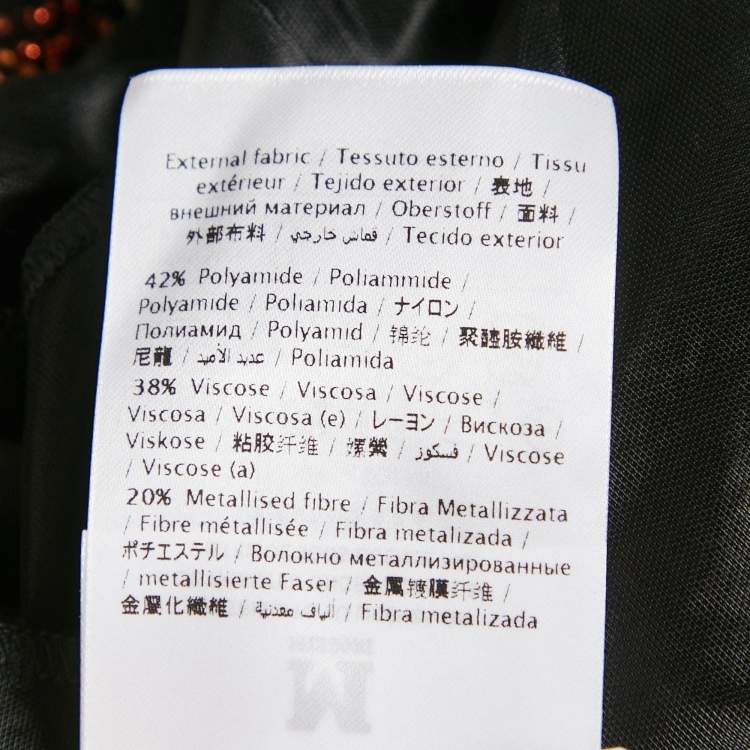 External fabric / Tessuto esterno / Tissu
extérieur / Tejido exterior / 表地 /
внешний материал / Oberstoff / 面料 /
外部布料 / قماش خارجي / Tecido exterior
42% Polyamide / Poliammide /
Polyamide / Poliamida / ナイロン /
Полиамид / Polyamid / 锦纶 / 聚醯胺纖維 /
尼龍 / عديد الأميد / Poliamida
38% Viscose / Viscosa / Viscose /
Viscosa / Viscosa (e) / レーヨン / Вискоза /
Viskose / 粘胶纤维 / 嫘縈 / فسكوز / Viscose
/ Viscose (a)
20% Metallised fibre / Fibra Metallizzata
/ Fibre métallisée / Fibra metalizada /
ポチエステル / Волокно металлизированные
/ metallisierte Faser / 金属镀膜纤维 /
金屬化纖維 / ألياف معدنية / Fibra metalizada
M